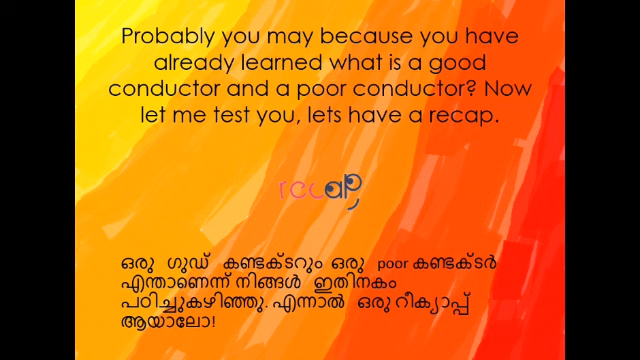 Probably you may because you have
already learned what is a good
conductor and a poor conductor? Now
let me test you, lets have a recap.
recap
ഒരു ഗുഡ് കണ്ടക്ടറും ഒരു poor കണ്ടക്ടർ
എന്താണെന്ന് നിങ്ങൾ ഇതിനകം
പഠിച്ചുകഴിഞ്ഞു. എന്നാൽ ഒരു റീക്യാപ്പ്
ആയാലോ!